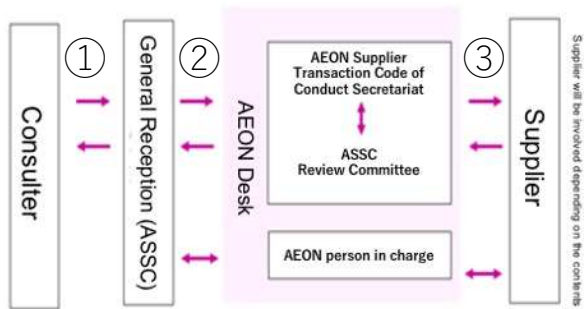 ①
②
③
Consulter
General Reception (ASSC)
AEON Desk
AEON Supplier
Transaction Code of
Conduct Secretariat
ASSC
Review Committee
AEON person in charge
Supplier
Supplier will be involved depending on the contents